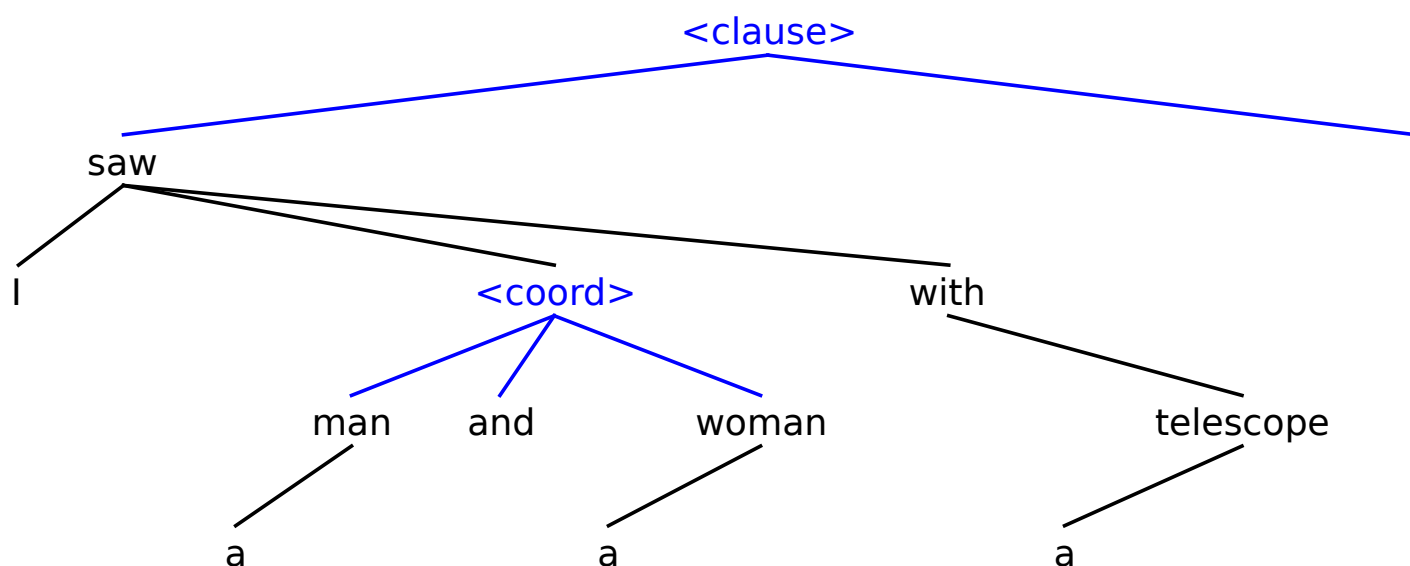 <clause>
saw
I <coord> with
man and woman telescope
a a a